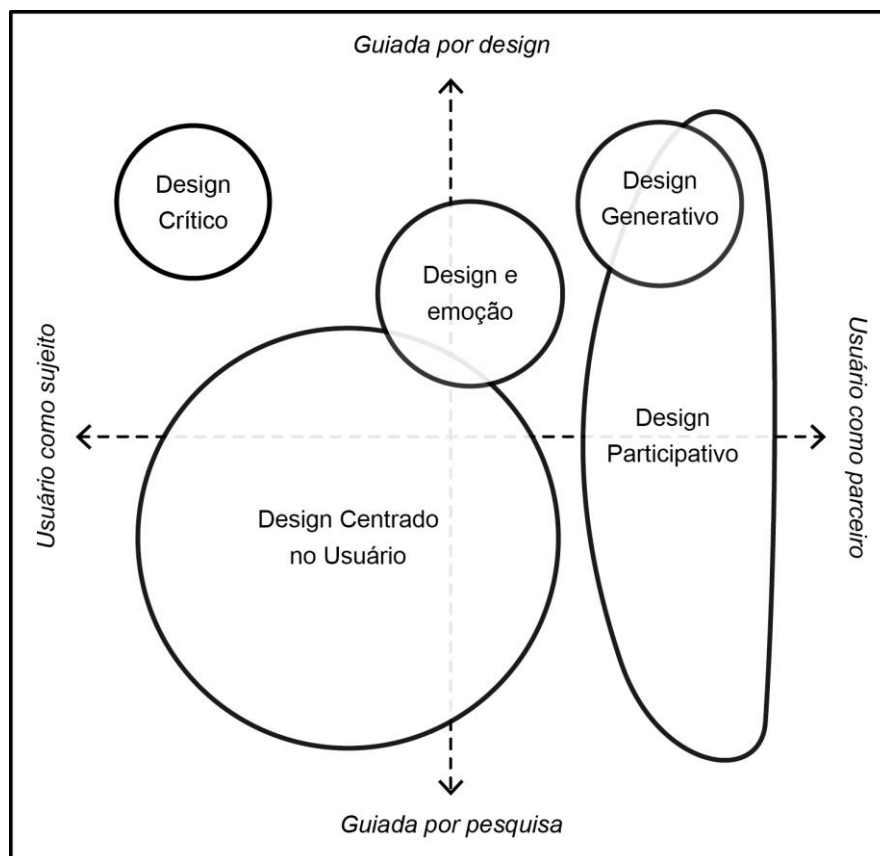 Guiada por design
Design
Crítico
Design
Generativo
Design e
emoção
Usuário como sujeito
Usuário como parceiro
Design
Participativo
Design Centrado
no Usuário
Guiada por pesquisa